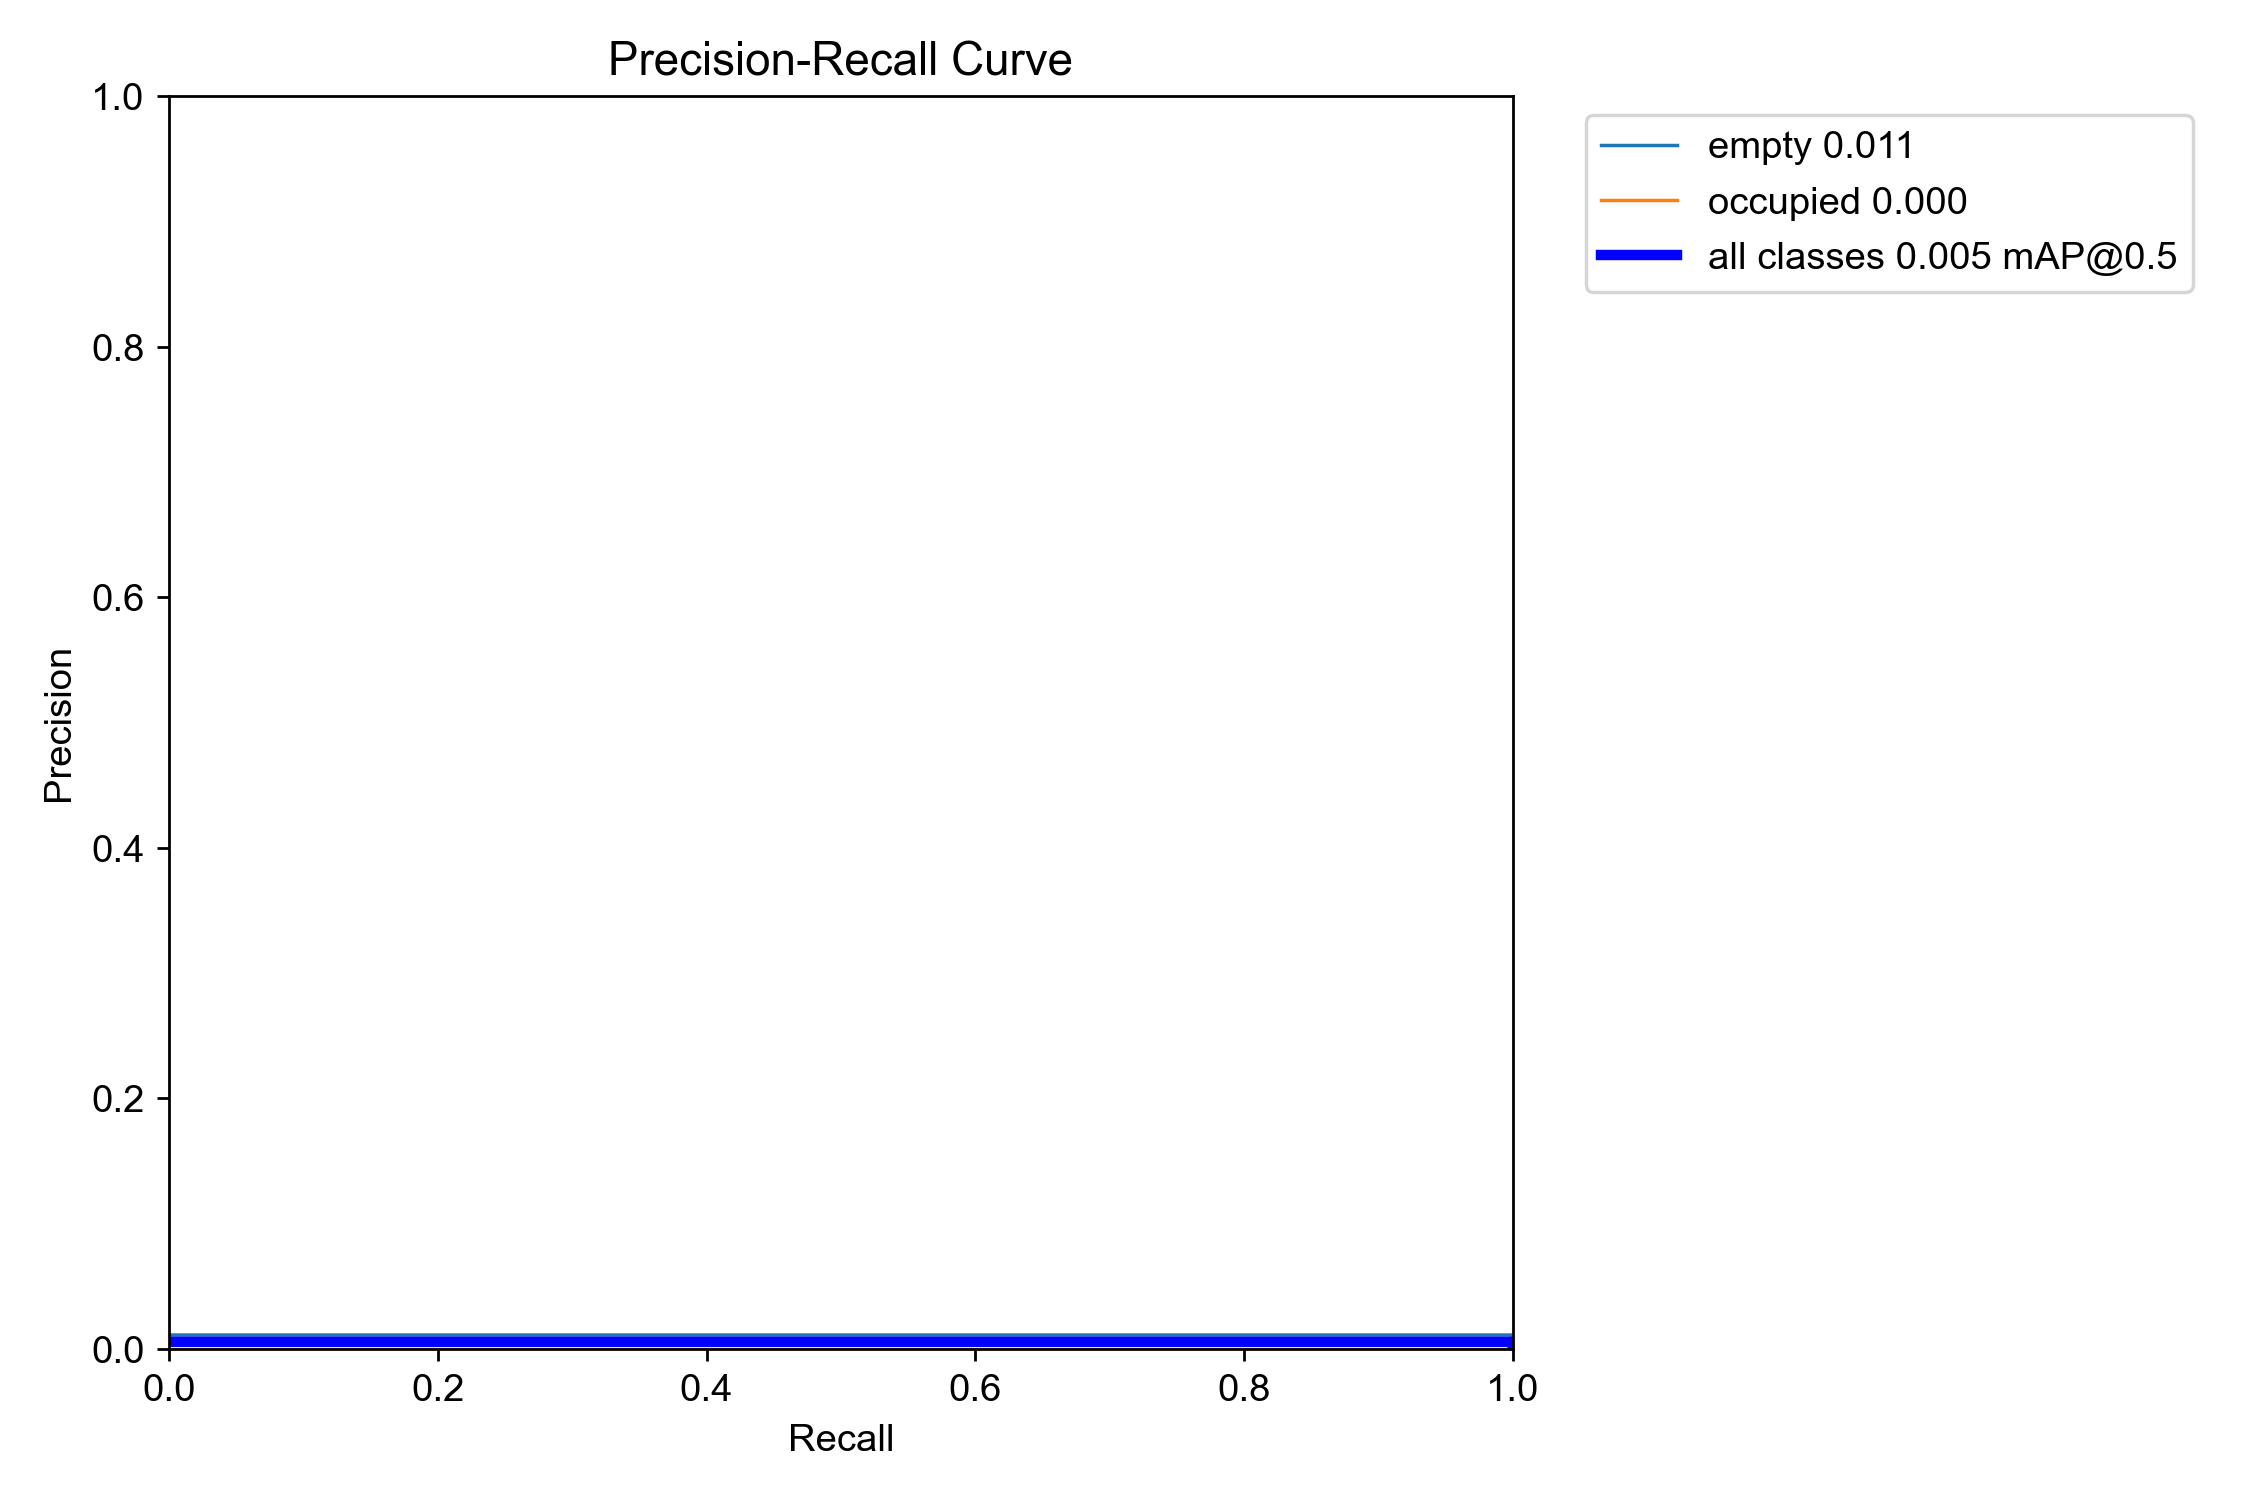 Precision-Recall Curve
empty 0.011
occupied 0.000
all classes 0.005 mAP@0.5
1.0
0.8
0.6
0.4
0.2
0.0
Precision
0.0 0.2 0.4 0.6 0.8 1.0
Recall